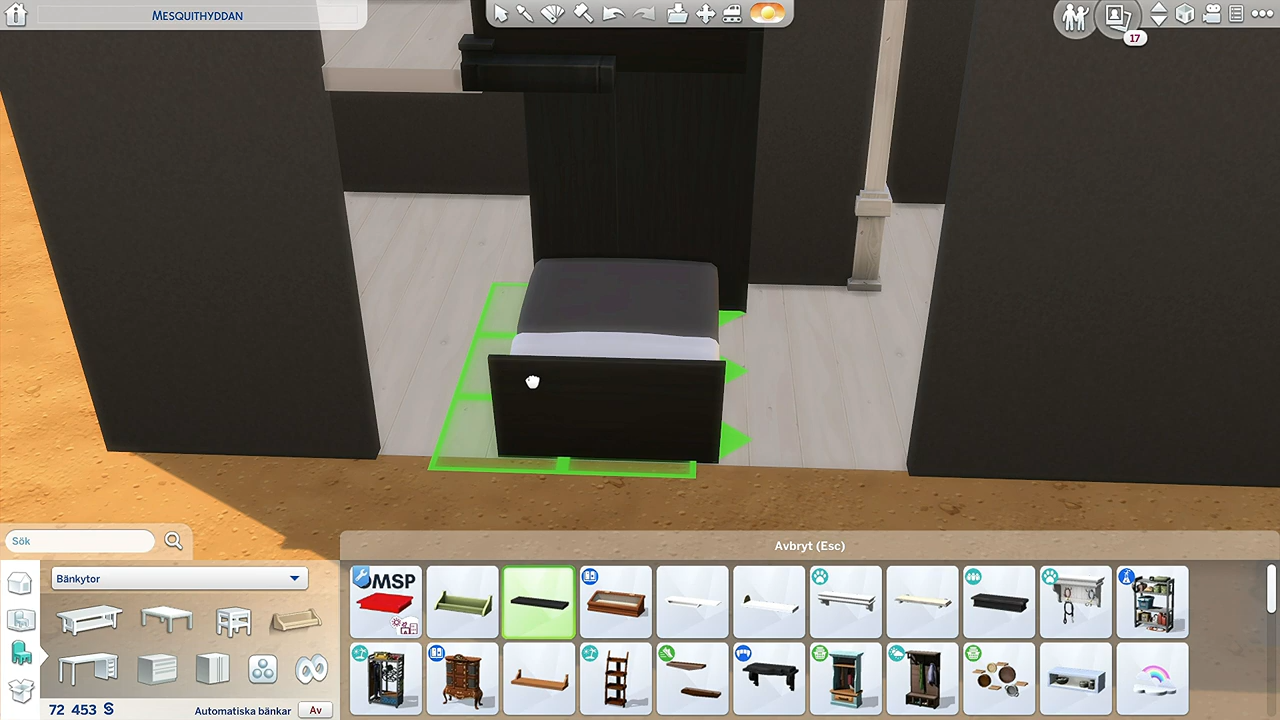 MESQUITHYDDAN
17
Sök
Avbryt (Esc)
Bänkytor
MSP
72 453 §
Automatiska bänkar
Av